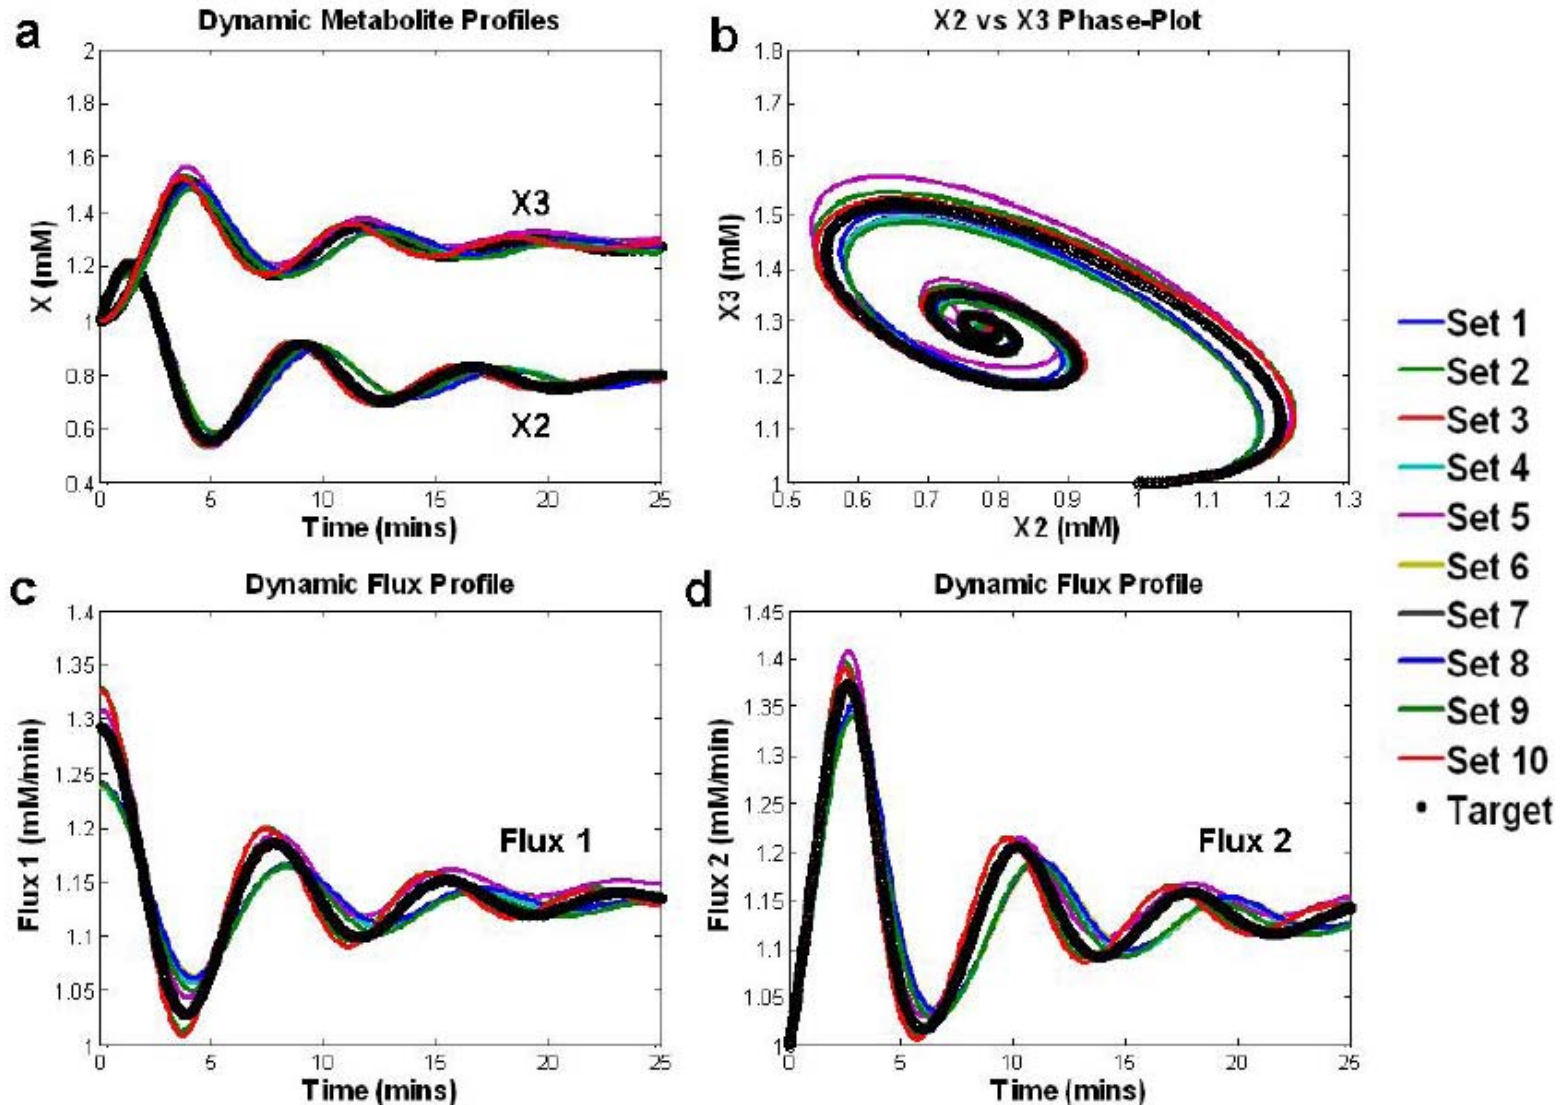 a
Dynamic Metabolite Profiles
2
1.8
1.6
1.4
1.2
1
0.8
0.6
0.4
X (mM)
X3
X2
0 5 10 15 20 25
Time (mins)
b
X2 vs X3 Phase-Plot
1.8
1.7
1.6
1.5
1.4
1.3
1.2
1.1
1
X3 (mM)
0.5 0.6 0.7 0.8 0.9 1 1.1 1.2 1.3
X2 (mM)
c
Dynamic Flux Profile
1.4
1.35
1.3
1.25
1.2
1.15
1.1
1.05
1
Flux 1 (mM/min)
Flux 1
0 5 10 15 20 25
Time (mins)
d
Dynamic Flux Profile
1.45
1.4
1.35
1.3
1.25
1.2
1.15
1.1
1.05
1
Flux 2 (mM/min)
Flux 2
0 5 10 15 20 25
Time (mins)
Set 1
Set 2
Set 3
Set 4
Set 5
Set 6
Set 7
Set 8
Set 9
Set 10
Target